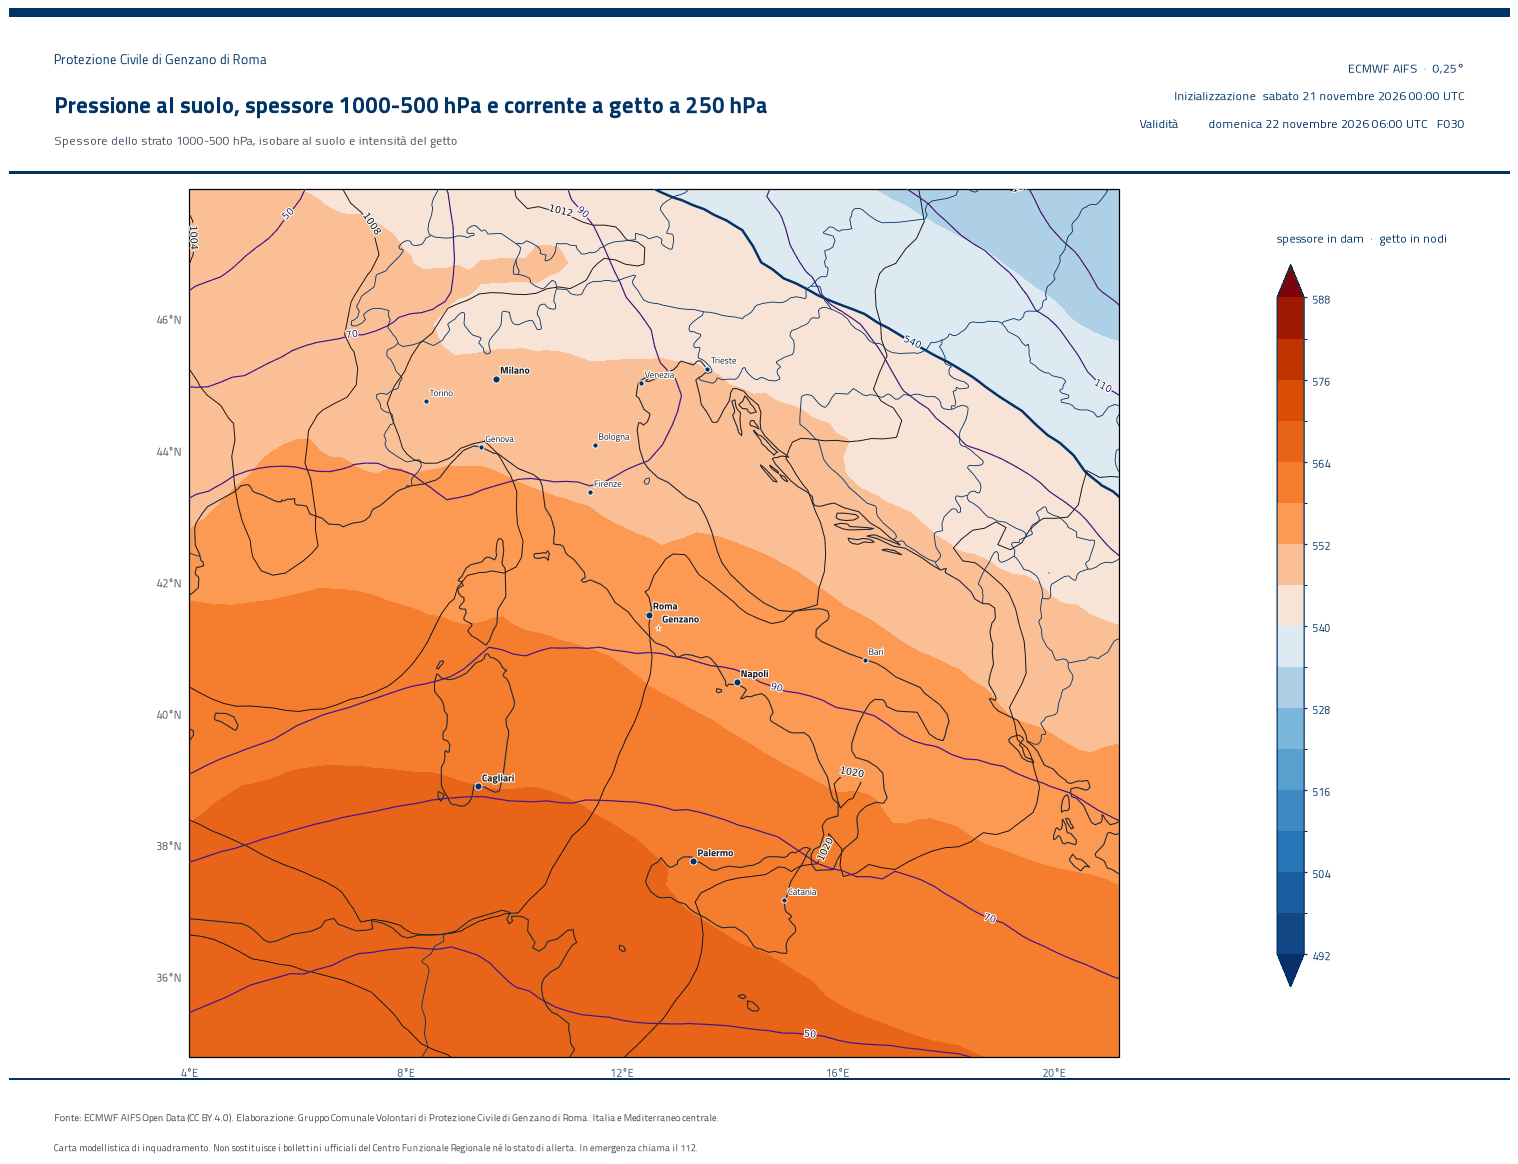 Protezione Civile di Genzano di Roma
Pressione al suolo, spessore 1000-500 hPa e corrente a getto a 250 hPa
Spessore dello strato 1000-500 hPa, isobare al suolo e intensità del getto
ECMWF AIFS · 0,25°
Inizializzazione sabato 21 novembre 2026 00:00 UTC
Validità domenica 22 novembre 2026 06:00 UTC F030
spessore in dam · getto in nodi
588
576
564
552
540
528
516
504
492
46°N
44°N
42°N
40°N
38°N
36°N
4°E
8°E
12°E
16°E
20°E
1004
50
1008
1012
90
70
540
110
Trieste
Venezia
Milano
Torino
Genova
Bologna
Firenze
Roma
Genzano
Bari
Napoli
90
Cagliari
1020
1020
Palermo
Catania
70
50
Fonte: ECMWF AIFS Open Data (CC BY 4.0). Elaborazione: Gruppo Comunale Volontari di Protezione Civile di Genzano di Roma. Italia e Mediterraneo centrale.
Carta modellistica di inquadramento. Non sostituisce i bollettini ufficiali del Centro Funzionale Regionale né lo stato di allerta. In emergenza chiama il 112.